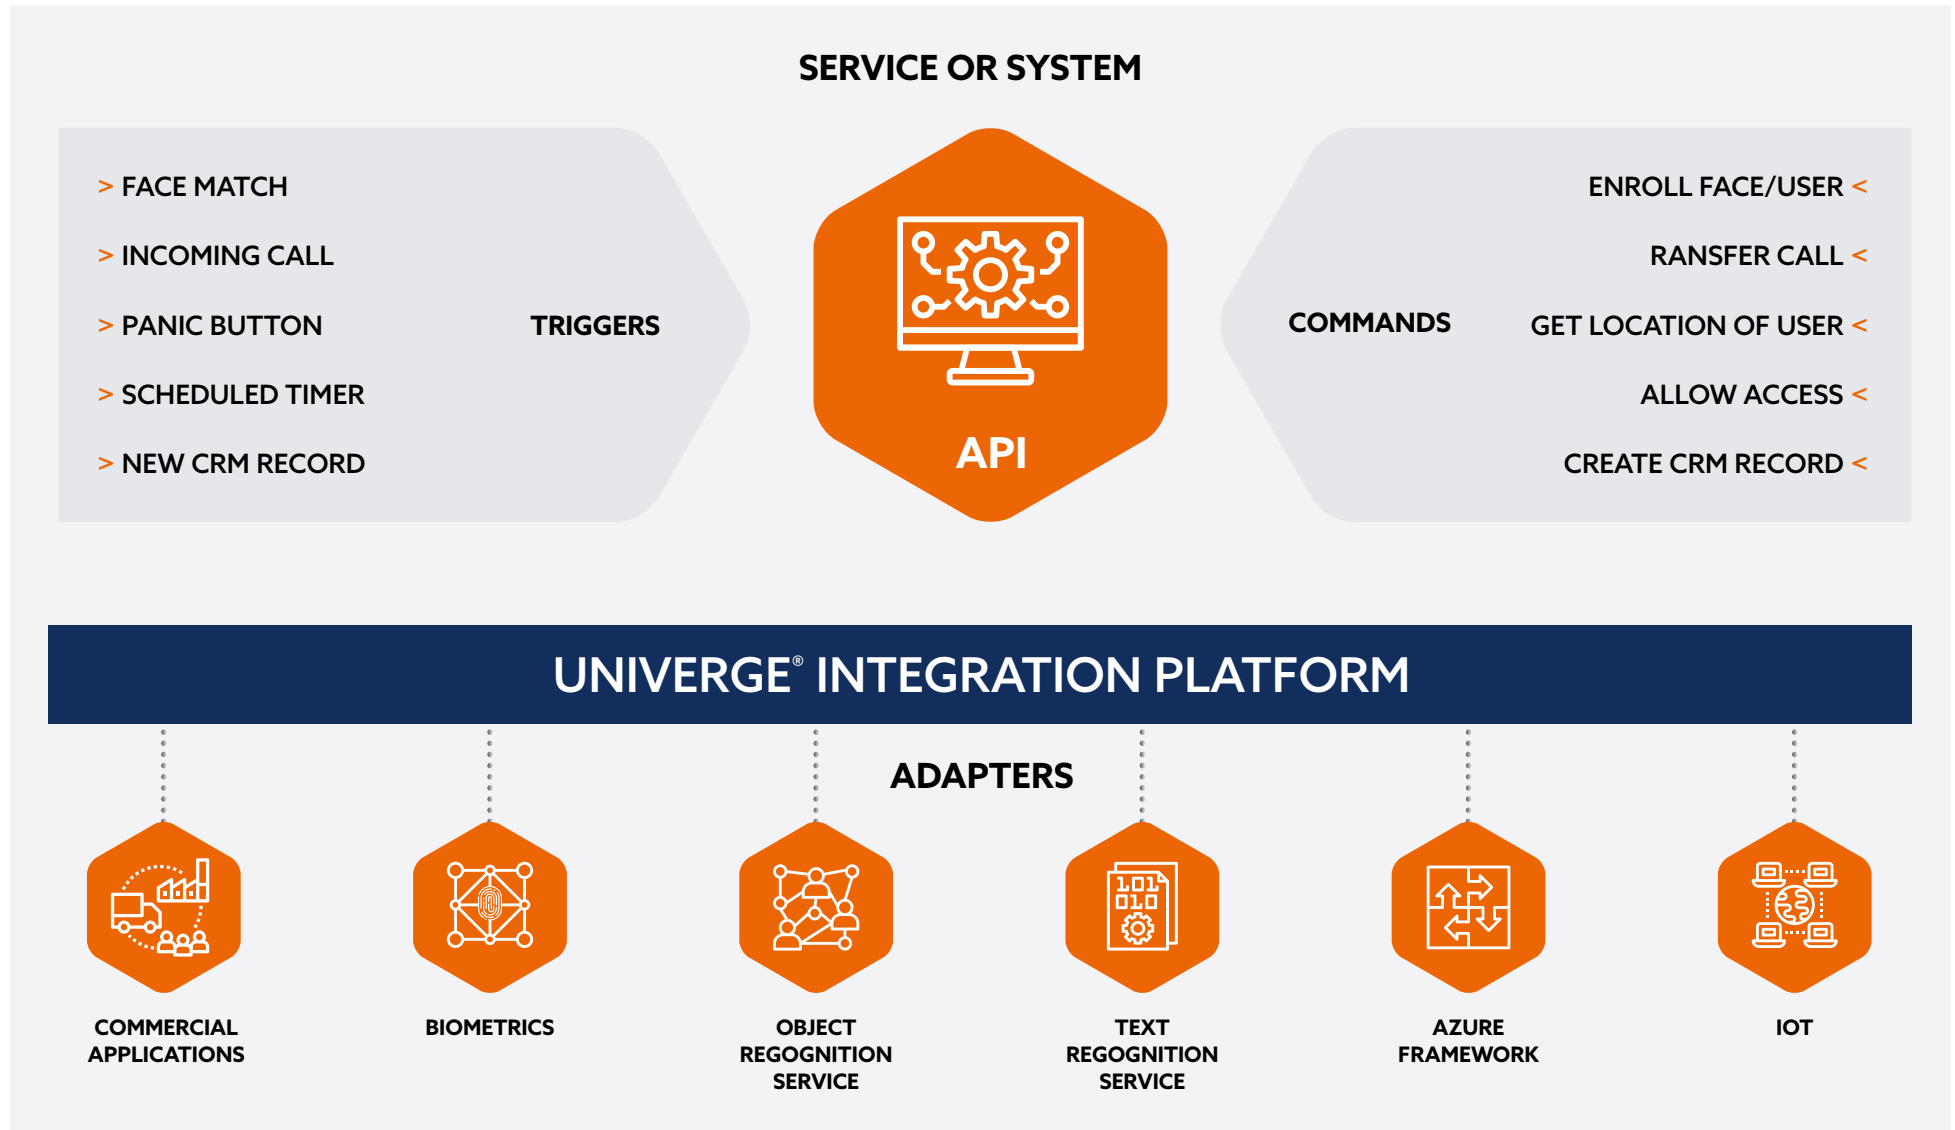 SERVICE OR SYSTEM
> FACE MATCH
> INCOMING CALL
> PANIC BUTTON
> SCHEDULED TIMER
> NEW CRM RECORD
TRIGGERS
API
COMMANDS
ENROLL FACE/USER <
RANSFER CALL <
GET LOCATION OF USER <
ALLOW ACCESS <
CREATE CRM RECORD <
UNIVERGE® INTEGRATION PLATFORM
ADAPTERS
101
010
COMMERCIAL
APPLICATIONS
BIOMETRICS
OBJECT
REGOGNITION
SERVICE
TEXT
REGOGNITION
SERVICE
AZURE
FRAMEWORK
IOT